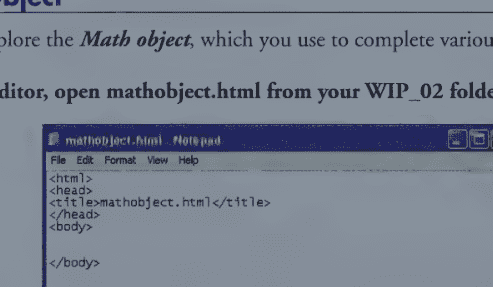 plore the Math object, which you use to complete variou
ditor, open mathobject.html from your WIP_02 folde
mathobject.html - Notepad
File Edit Format View Help
<html>
<head>
<title>mathobject.html</title>
</head>
<body>
</body>